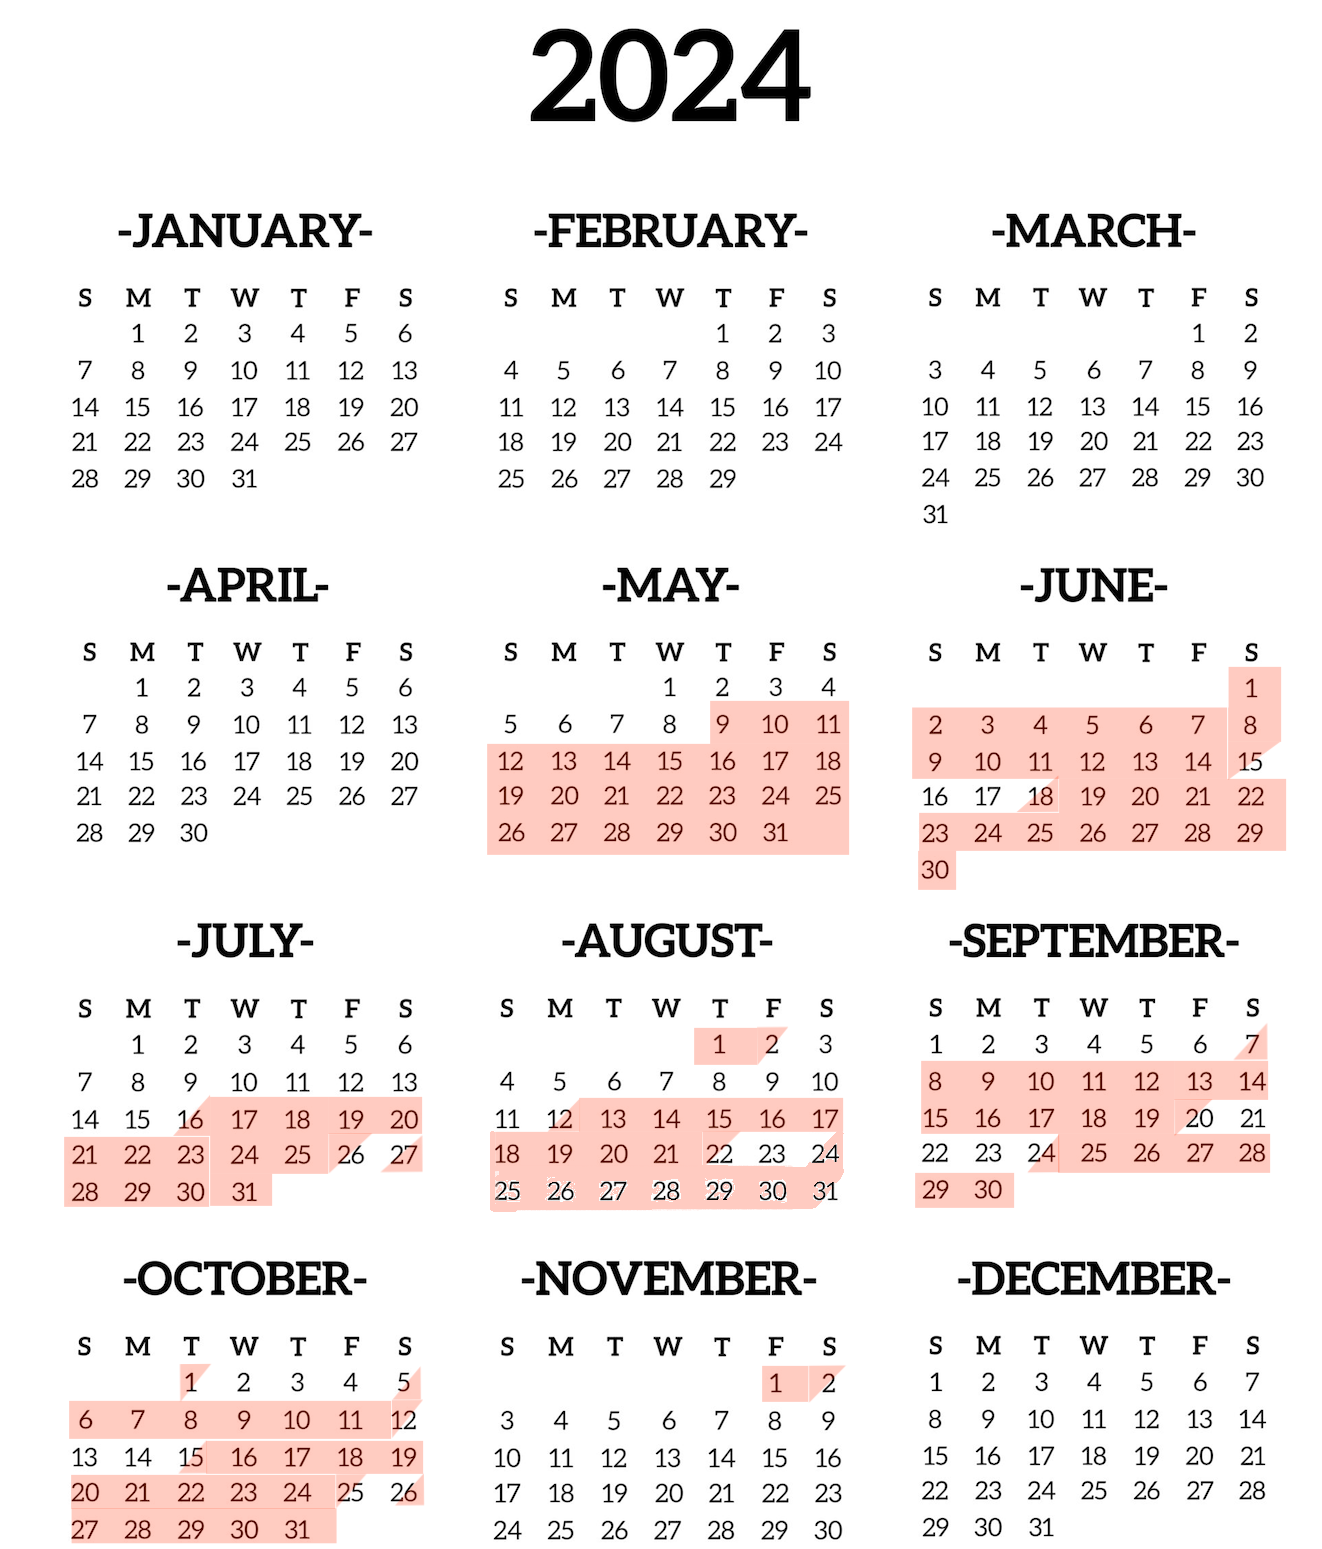 2024
-JANUARY-
S M T W T F S
1 2 3 4 5 6
7 8 9 10 11 12 13
14 15 16 17 18 19 20
21 22 23 24 25 26 27
28 29 30 31
-FEBRUARY-
S M T W T F S
1 2 3
4 5 6 7 8 9 10
11 12 13 14 15 16 17
18 19 20 21 22 23 24
25 26 27 28 29
-MARCH-
S M T W T F S
1 2
3 4 5 6 7 8 9
10 11 12 13 14 15 16
17 18 19 20 21 22 23
24 25 26 27 28 29 30
31
-APRIL-
S M T W T F S
1 2 3 4 5 6
7 8 9 10 11 12 13
14 15 16 17 18 19 20
21 22 23 24 25 26 27
28 29 30
-MAY-
S M T W T F S
1 2 3 4
5 6 7 8 9 10 11
12 13 14 15 16 17 18
19 20 21 22 23 24 25
26 27 28 29 30 31
-JUNE-
S M T W T F S
1
2 3 4 5 6 7 8
9 10 11 12 13 14 15
16 17 18 19 20 21 22
23 24 25 26 27 28 29
30
-JULY-
S M T W T F S
1 2 3 4 5 6
7 8 9 10 11 12 13
14 15 16 17 18 19 20
21 22 23 24 25 26 27
28 29 30 31
-AUGUST-
S M T W T F S
1 2 3
4 5 6 7 8 9 10
11 12 13 14 15 16 17
18 19 20 21 22 23 24
25 26 27 28 29 30 31
-SEPTEMBER-
S M T W T F S
1 2 3 4 5 6 7
8 9 10 11 12 13 14
15 16 17 18 19 20 21
22 23 24 25 26 27 28
29 30
-OCTOBER-
S M T W T F S
1 2 3 4 5
6 7 8 9 10 11 12
13 14 15 16 17 18 19
20 21 22 23 24 25 26
27 28 29 30 31
-NOVEMBER-
S M T W T F S
1 2
3 4 5 6 7 8 9
10 11 12 13 14 15 16
17 18 19 20 21 22 23
24 25 26 27 28 29 30
-DECEMBER-
S M T W T F S
1 2 3 4 5 6 7
8 9 10 11 12 13 14
15 16 17 18 19 20 21
22 23 24 25 26 27 28
29 30 31